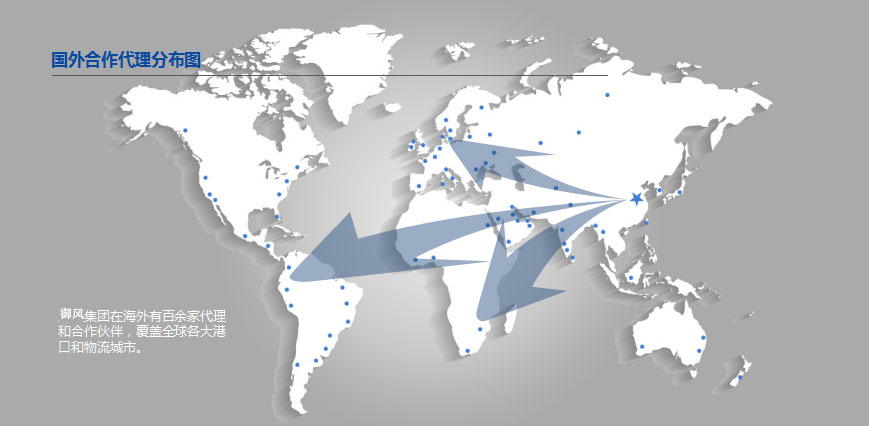 国外合作代理分布图
御风集团在海外有百余家代理
和合作伙伴，覆盖全球各大港
口和物流城市。